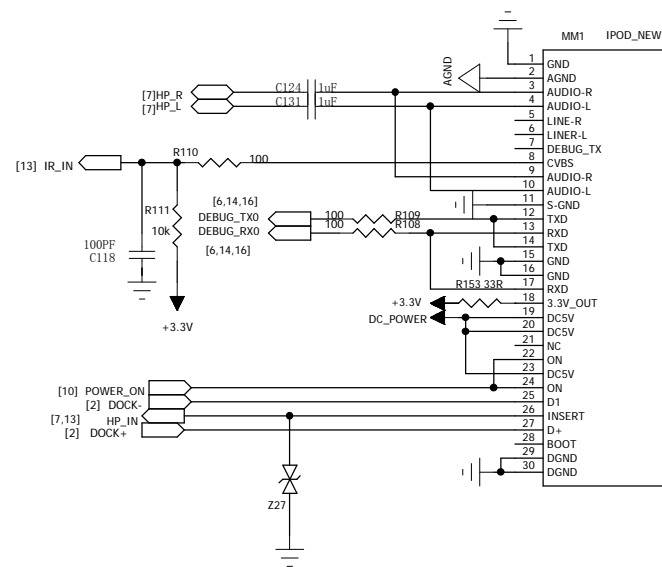 MM1 IPOD_NEW
1 GND
AGND 2 AGND
[7]HP_R C124 1uF 3 AUDIO-R
[7]HP_L C131 1uF 4 AUDIO-L
5 LINE-R
6 LINER-L
7 DEBUG_TX
[13] IR_IN R110 100 8 CVBS
9 AUDIO-R
10 AUDIO-L
[6,14,16] 11 S-GND
R111 DEBUG_TX0 100 R109 12 TXD
10k DEBUG_RX0 100 R108 13 RXD
14 TXD
100PF [6,14,16] 15 GND
C118 16 GND
17 RXD
+3.3V R153 33R 18 3.3V_OUT
+3.3V DC_POWER 19 DC5V
20 DC5V
21 NC
22 ON
23 DC5V
[10] POWER_ON 24 ON
[2] DOCK- 25 D1
[7,13] HP_IN 26 INSERT
[2] DOCK+ 27 D+
28 BOOT
29 DGND
30 DGND
Z27